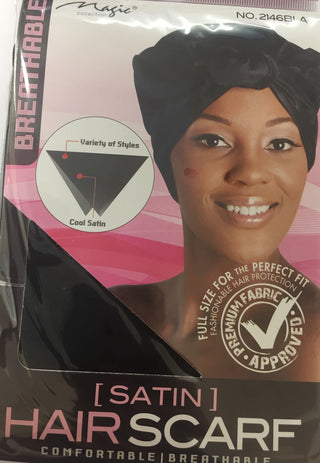 Magic®
collection
NO. 2146BLA
BREATHABLE
Variety of Styles
Cool Satin
FULL SIZE FOR THE PERFECT FIT
FASHIONABLE HAIR PROTECTION
PREMIUM FABRIC
• APPROVED •
[ SATIN ]
HAIR SCARF
COMFORTABLE | BREATHABLE